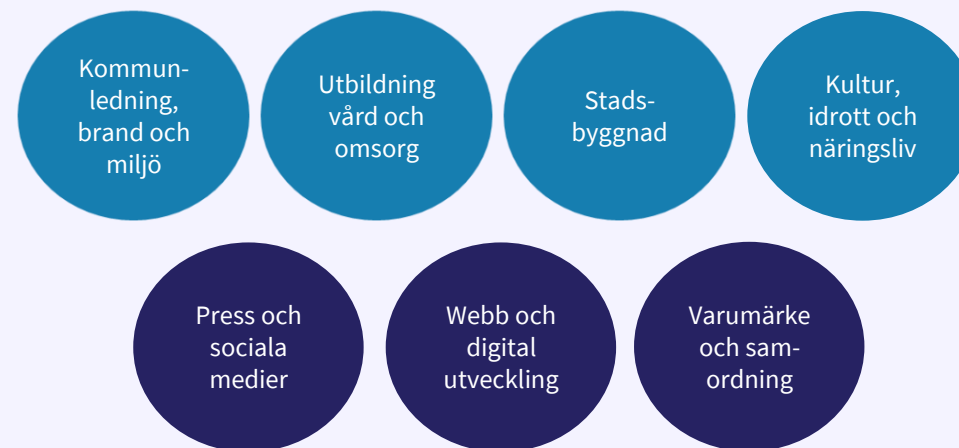 Kommun-
ledning,
brand och
miljö
Utbildning
vård och
omsorg
Stads-
byggnad
Kultur,
idrott och
näringsliv
Press och
sociala
medier
Webb och
digital
utveckling
Varumärke
och sam-
ordning